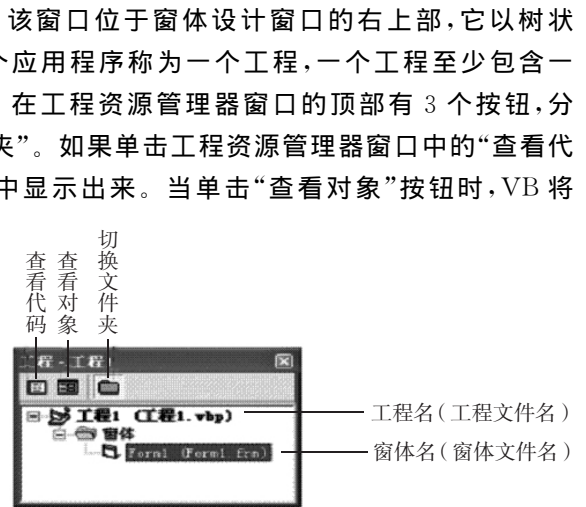 该窗口位于窗体设计窗口的右上部,它以树状
个应用程序称为一个工程,一个工程至少包含一
在工程资源管理器窗口的顶部有 3 个按钮,分
夹”。如果单击工程资源管理器窗口中的“查看代
中显示出来。当单击“查看对象”按钮时,VB 将
查看代码
查看对象
切换文件夹
工程 - 工程1
工程1 (工程1.vbp)
窗体
Form1 (Form1.frm)
工程名(工程文件名)
窗体名(窗体文件名)